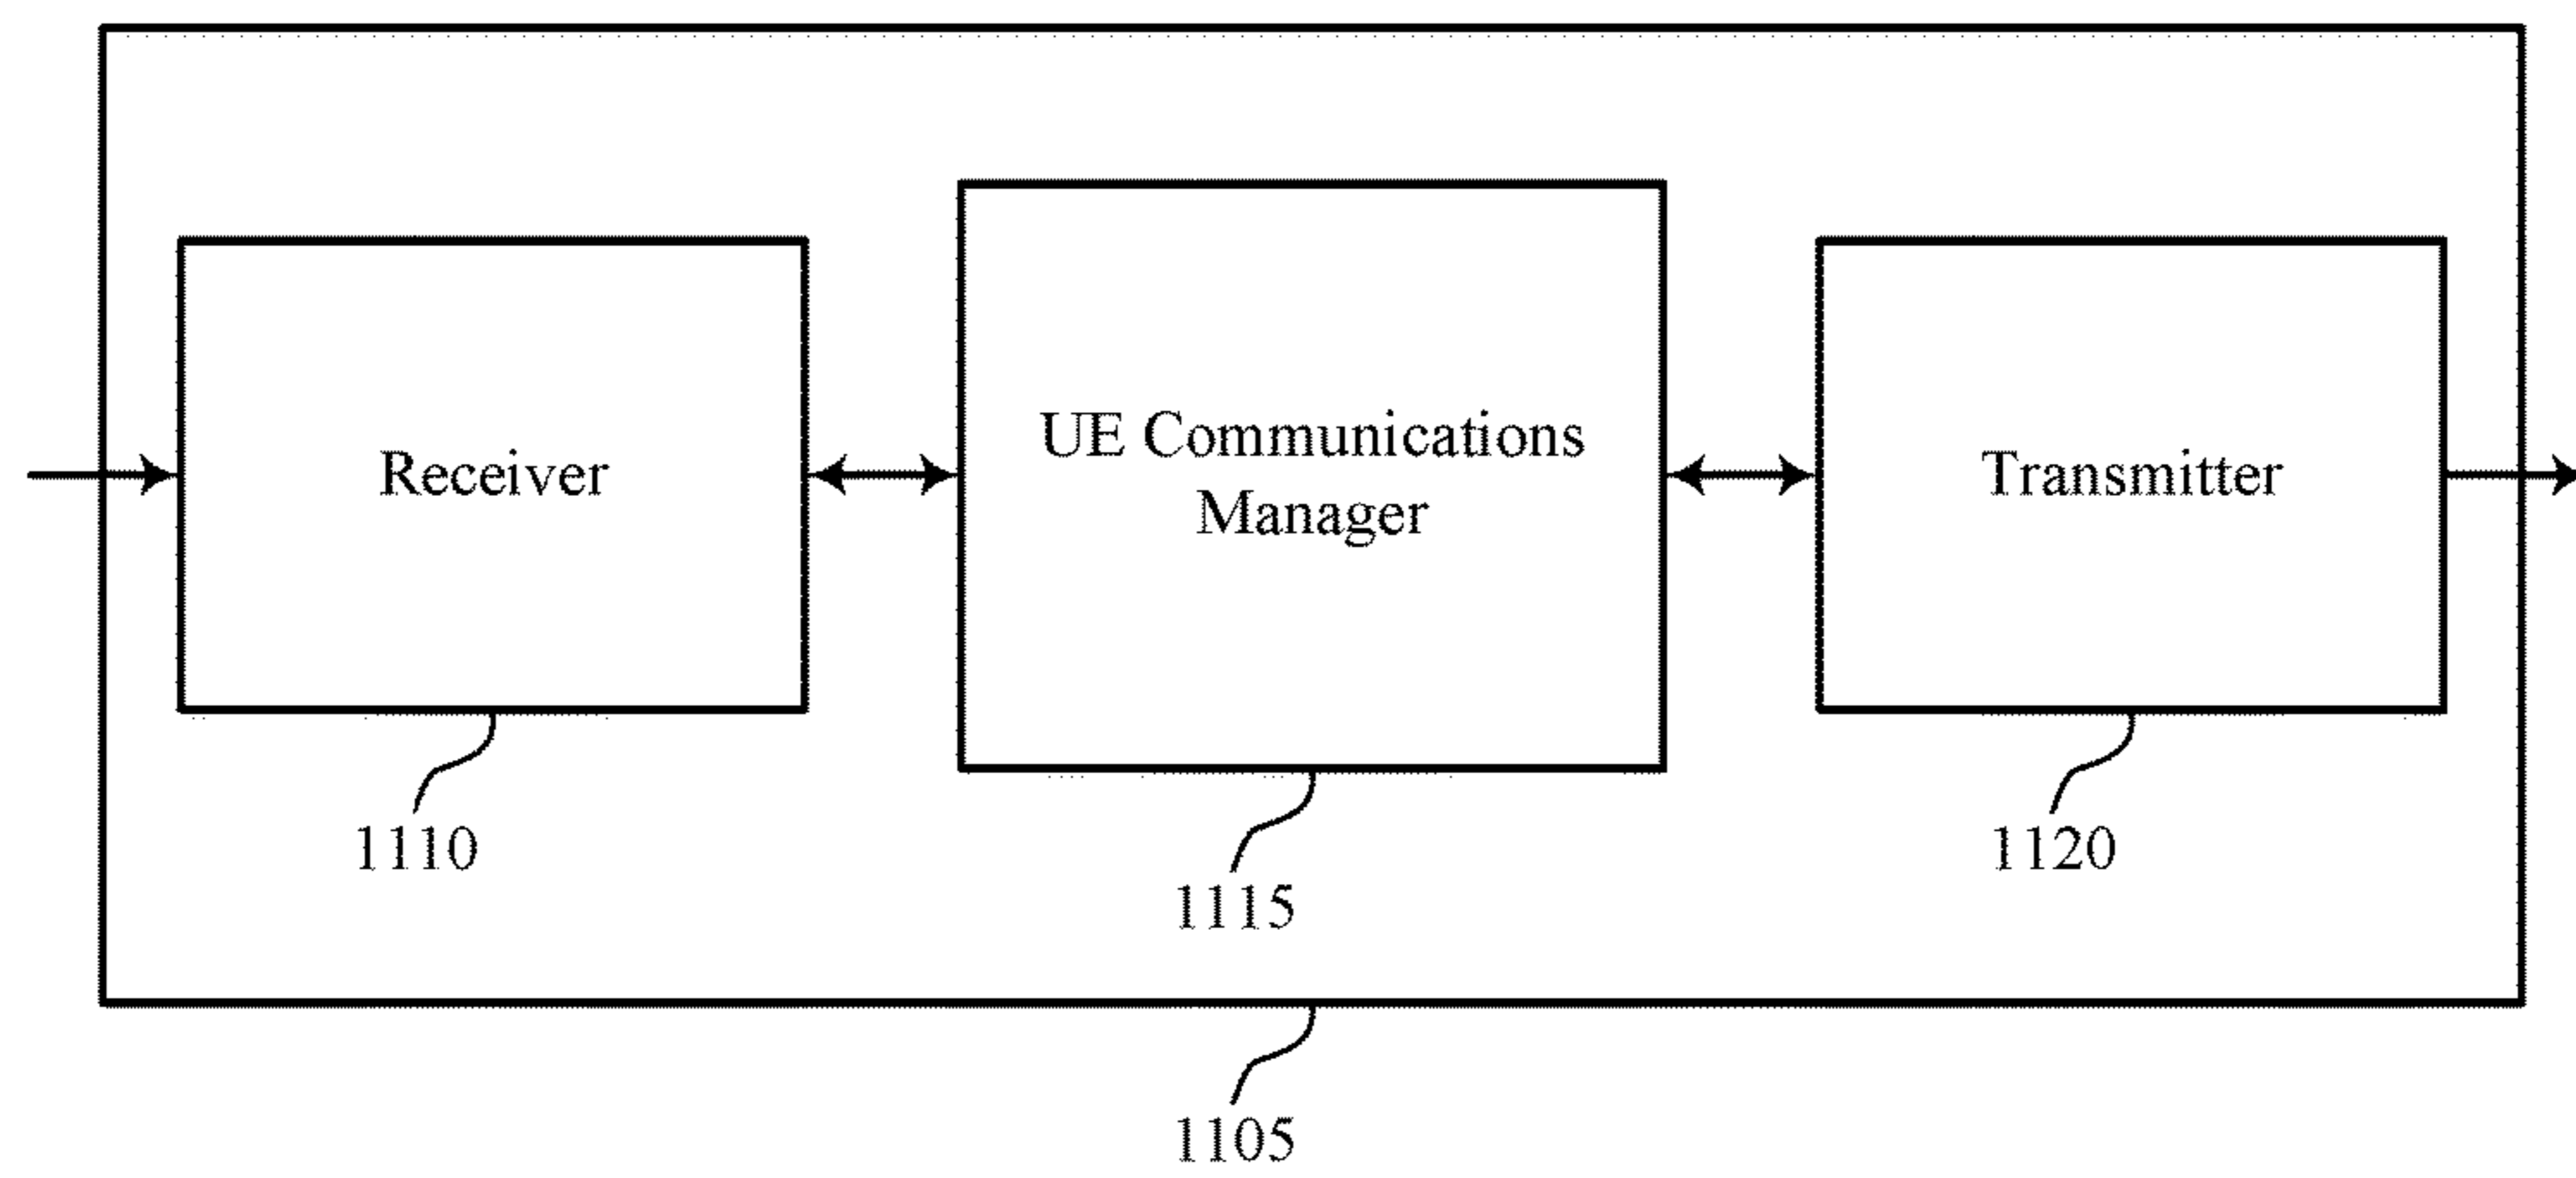 Receiver
UE Communications
Manager
Transmitter
1110
1115
1120
1105